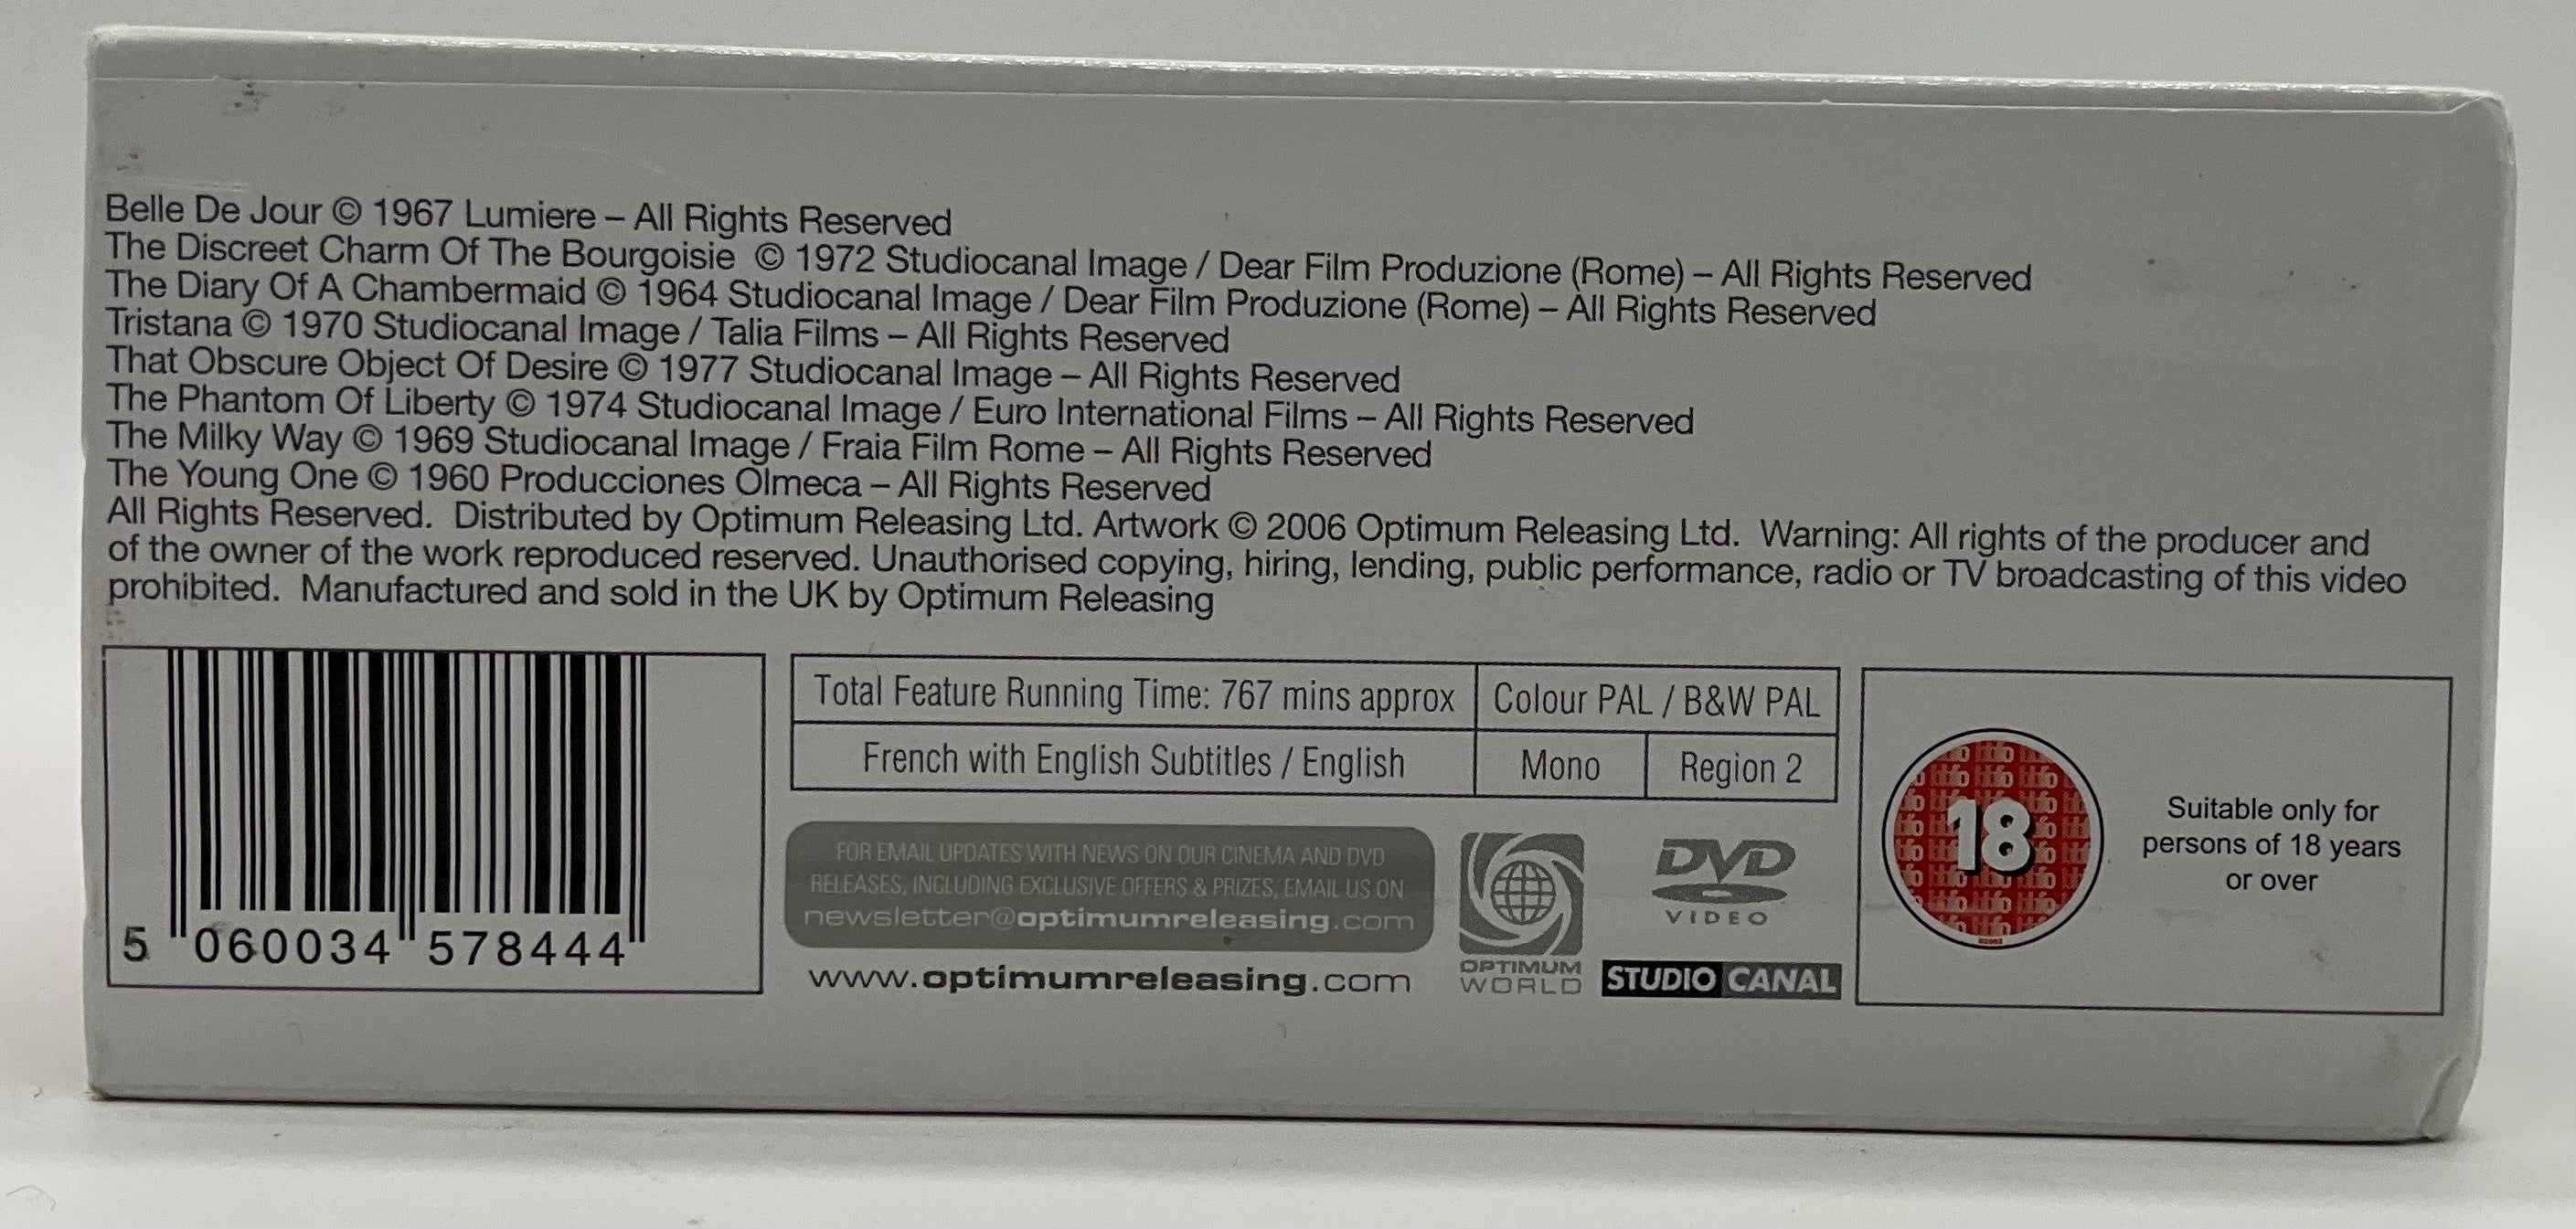 Belle De Jour © 1967 Lumiere – All Rights Reserved
The Discreet Charm Of The Bourgoisie © 1972 Studiocanal Image / Dear Film Produzione (Rome) – All Rights Reserved
The Diary Of A Chambermaid © 1964 Studiocanal Image / Dear Film Produzione (Rome) – All Rights Reserved
Tristana © 1970 Studiocanal Image / Talia Films – All Rights Reserved
That Obscure Object Of Desire © 1977 Studiocanal Image – All Rights Reserved
The Phantom Of Liberty © 1974 Studiocanal Image / Euro International Films – All Rights Reserved
The Milky Way © 1969 Studiocanal Image / Fraia Film Rome – All Rights Reserved
The Young One © 1960 Producciones Olmeca – All Rights Reserved
All Rights Reserved. Distributed by Optimum Releasing Ltd. Artwork © 2006 Optimum Releasing Ltd. Warning: All rights of the producer and
of the owner of the work reproduced reserved. Unauthorised copying, hiring, lending, public performance, radio or TV broadcasting of this video
prohibited. Manufactured and sold in the UK by Optimum Releasing
5 060034 578444
Total Feature Running Time: 767 mins approx
Colour PAL / B&W PAL
French with English Subtitles / English
Mono
Region 2
FOR EMAIL UPDATES WITH NEWS ON OUR CINEMA AND DVD
RELEASES, INCLUDING EXCLUSIVE OFFERS & PRIZES, EMAIL US ON
newsletter@optimumreleasing.com
www.optimumreleasing.com
OPTIMUM
WORLD
DVD
VIDEO
STUDIO CANAL
18
Suitable only for
persons of 18 years
or over